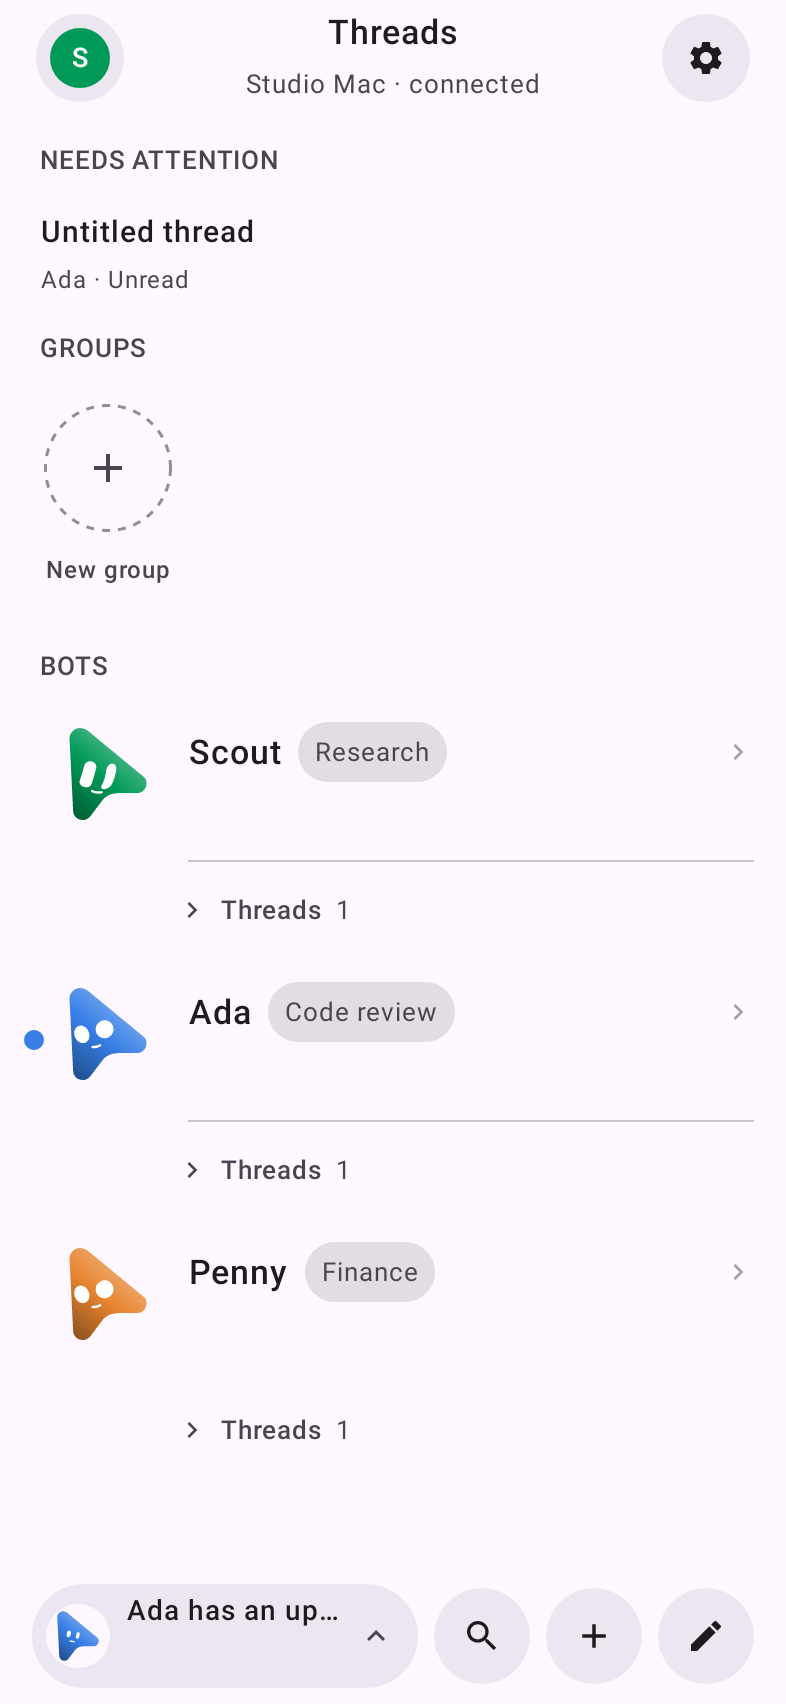 S
Threads
Studio Mac · connected
NEEDS ATTENTION
Untitled thread
Ada · Unread
GROUPS
New group
BOTS
Scout Research
Threads 1
Ada Code review
Threads 1
Penny Finance
Threads 1
Ada has an up…